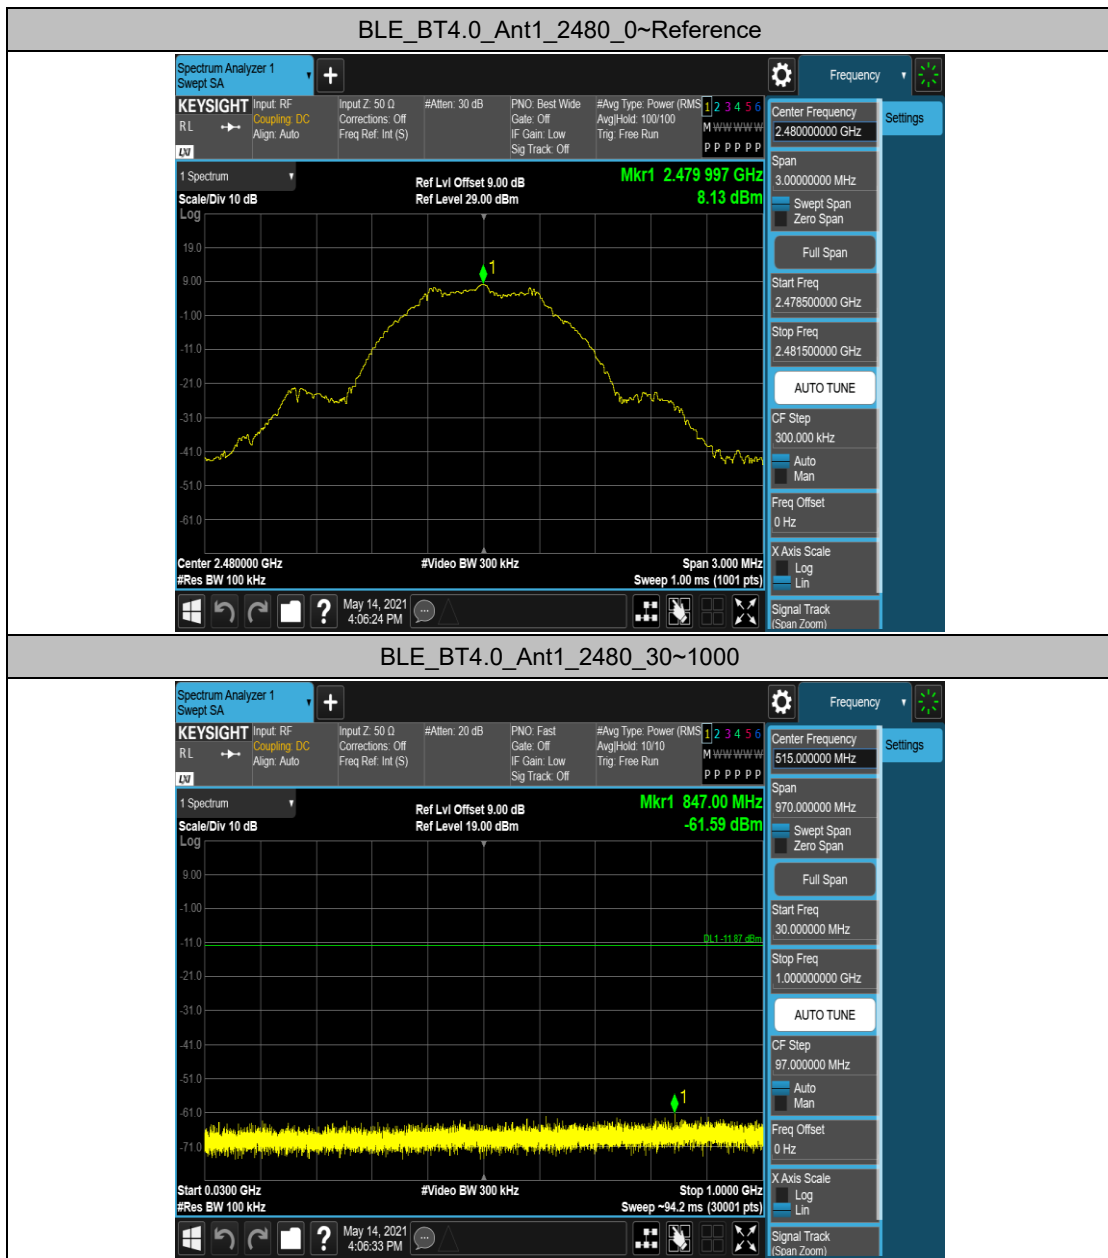 BLE_BT4.0_Ant1_2480_0~Reference
Spectrum Analyzer 1
Swept SA
Frequency
KEYSIGHT
RL
LXI
Input: RF
Coupling: DC
Align: Auto
Input Z: 50 Ω
Corrections: Off
Freq Ref: Int (S)
#Atten: 30 dB
PNO: Best Wide
Gate: Off
IF Gain: Low
Sig Track: Off
#Avg Type: Power (RMS
Avg|Hold: 100/100
Trig: Free Run
1 2 3 4 5 6
M W W W W W
P P P P P P
1 Spectrum
Scale/Div 10 dB
Log
Ref Lvl Offset 9.00 dB
Ref Level 29.00 dBm
Mkr1 2.479 997 GHz
8.13 dBm
1
19.0
9.00
-1.00
-11.0
-21.0
-31.0
-41.0
-51.0
-61.0
Center 2.480000 GHz
#Video BW 300 kHz
Span 3.000 MHz
#Res BW 100 kHz
Sweep 1.00 ms (1001 pts)
?
May 14, 2021
4:06:24 PM
Center Frequency
2.480000000 GHz
Settings
Span
3.00000000 MHz
Swept Span
Zero Span
Full Span
Start Freq
2.478500000 GHz
Stop Freq
2.481500000 GHz
AUTO TUNE
CF Step
300.000 kHz
Auto
Man
Freq Offset
0 Hz
X Axis Scale
Log
Lin
Signal Track
(Span Zoom)
BLE_BT4.0_Ant1_2480_30~1000
Spectrum Analyzer 1
Swept SA
Frequency
KEYSIGHT
RL
LXI
Input: RF
Coupling: DC
Align: Auto
Input Z: 50 Ω
Corrections: Off
Freq Ref: Int (S)
#Atten: 20 dB
PNO: Fast
Gate: Off
IF Gain: Low
Sig Track: Off
#Avg Type: Power (RMS
Avg|Hold: 10/10
Trig: Free Run
1 2 3 4 5 6
M W W W W W
P P P P P P
1 Spectrum
Scale/Div 10 dB
Log
Ref Lvl Offset 9.00 dB
Ref Level 19.00 dBm
Mkr1 847.00 MHz
-61.59 dBm
9.00
-1.00
-11.0
DL1 -11.87 dBm
-21.0
-31.0
-41.0
-51.0
-61.0
1
-71.0
Start 0.0300 GHz
#Video BW 300 kHz
Stop 1.0000 GHz
#Res BW 100 kHz
Sweep ~94.2 ms (30001 pts)
?
May 14, 2021
4:06:33 PM
Center Frequency
515.000000 MHz
Settings
Span
970.000000 MHz
Swept Span
Zero Span
Full Span
Start Freq
30.000000 MHz
Stop Freq
1.000000000 GHz
AUTO TUNE
CF Step
97.000000 MHz
Auto
Man
Freq Offset
0 Hz
X Axis Scale
Log
Lin
Signal Track
(Span Zoom)